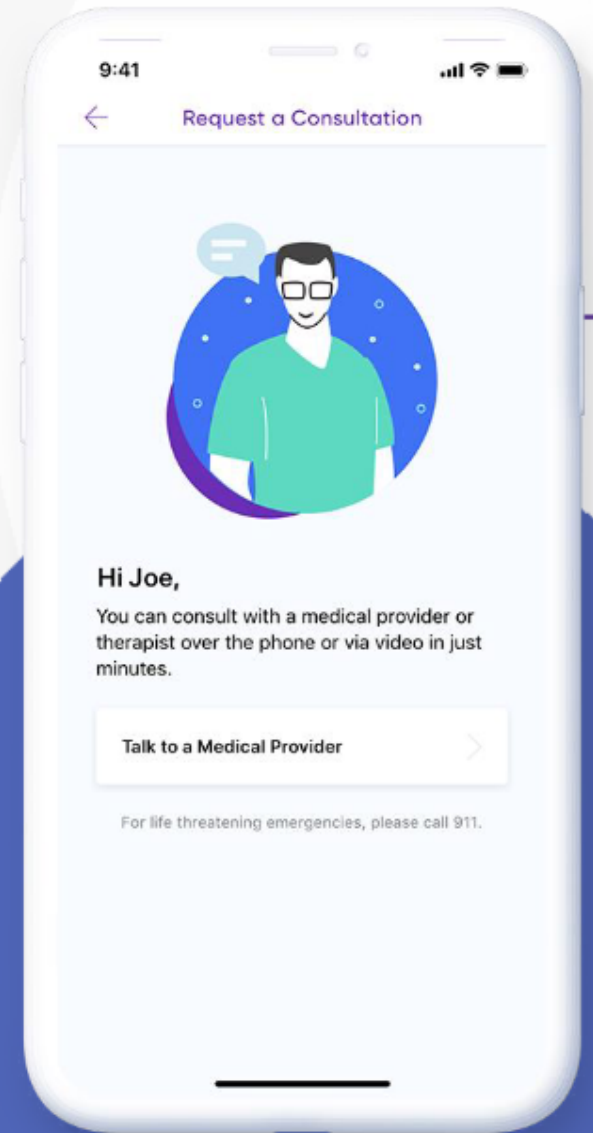 9:41
Request a Consultation
Hi Joe,
You can consult with a medical provider or
therapist over the phone or via video in just
minutes.
Talk to a Medical Provider
For life threatening emergencies, please call 911.